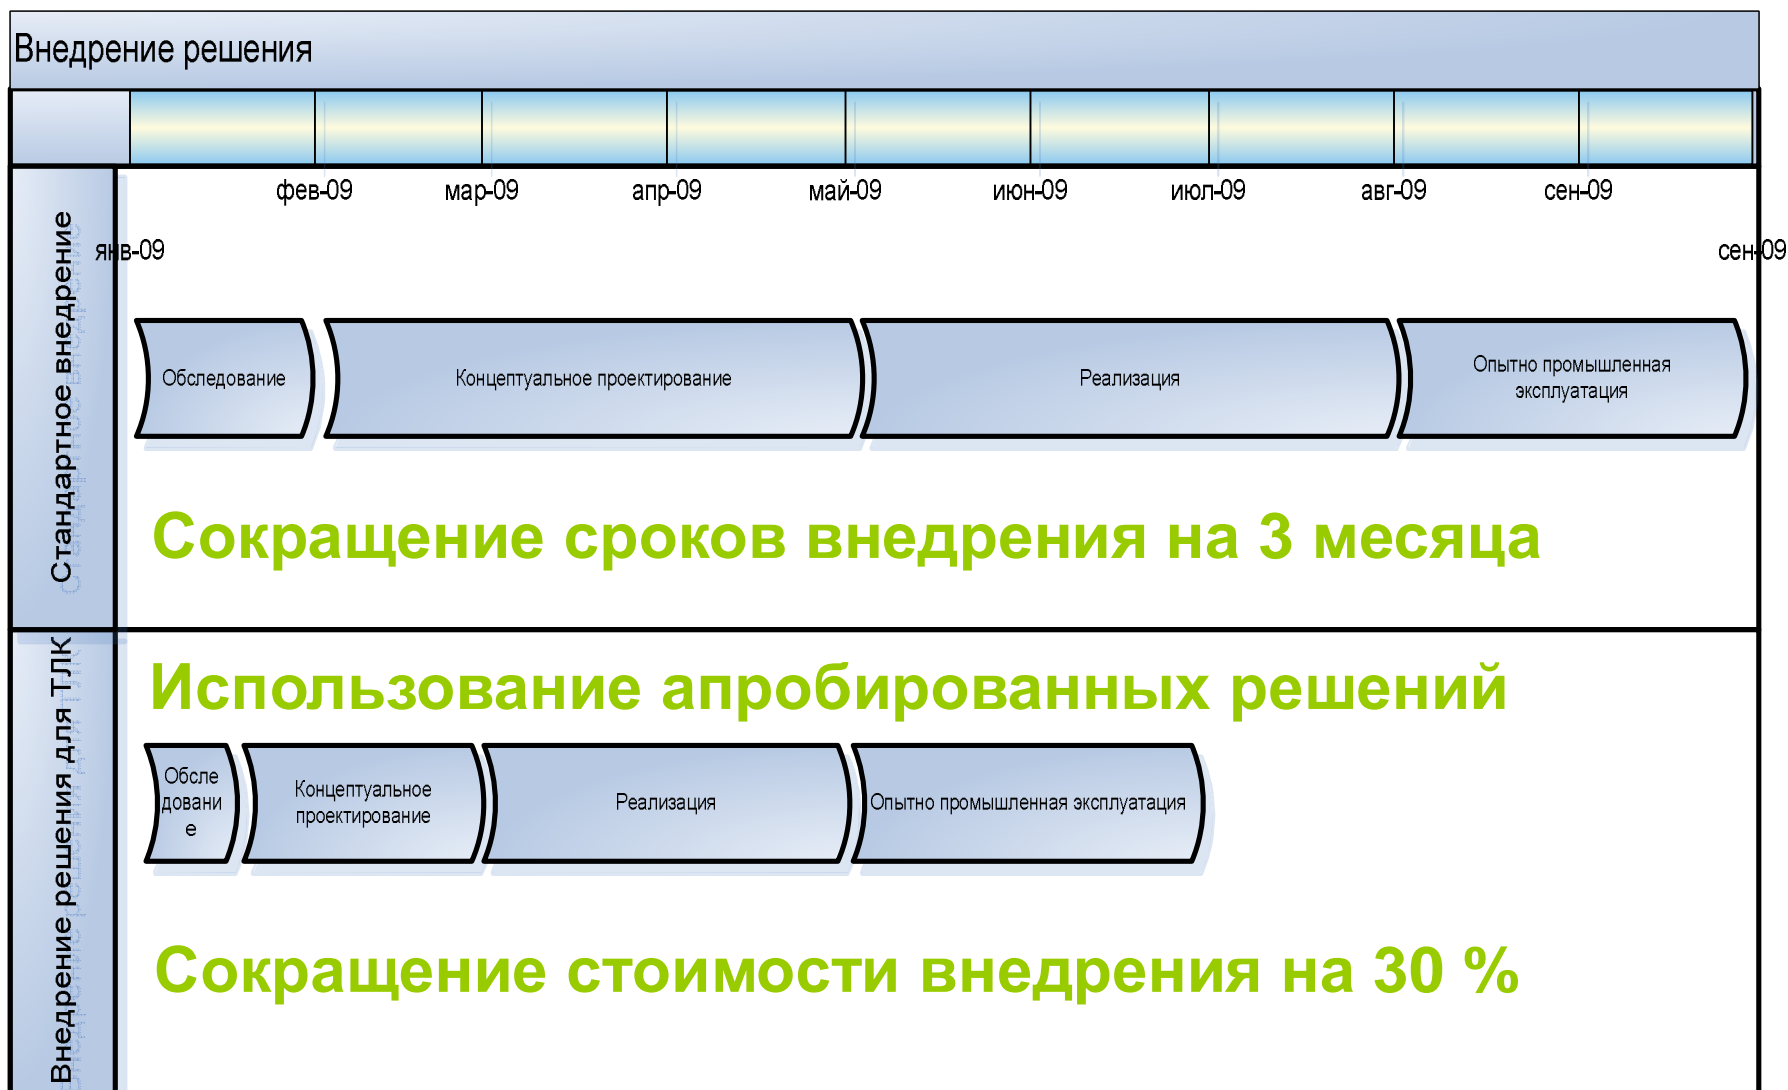 Внедрение решения
фев-09
мар-09
апр-09
май-09
июн-09
июл-09
авг-09
сен-09
янв-09
сен-09
Стандартное внедрение
Обследование
Концептуальное проектирование
Реализация
Опытно промышленная
эксплуатация
Сокращение сроков внедрения на 3 месяца
Внедрение решения для ТЛК
Использование апробированных решений
Обсле
довани
е
Концептуальное
проектирование
Реализация
Опытно промышленная эксплуатация
Сокращение стоимости внедрения на 30 %